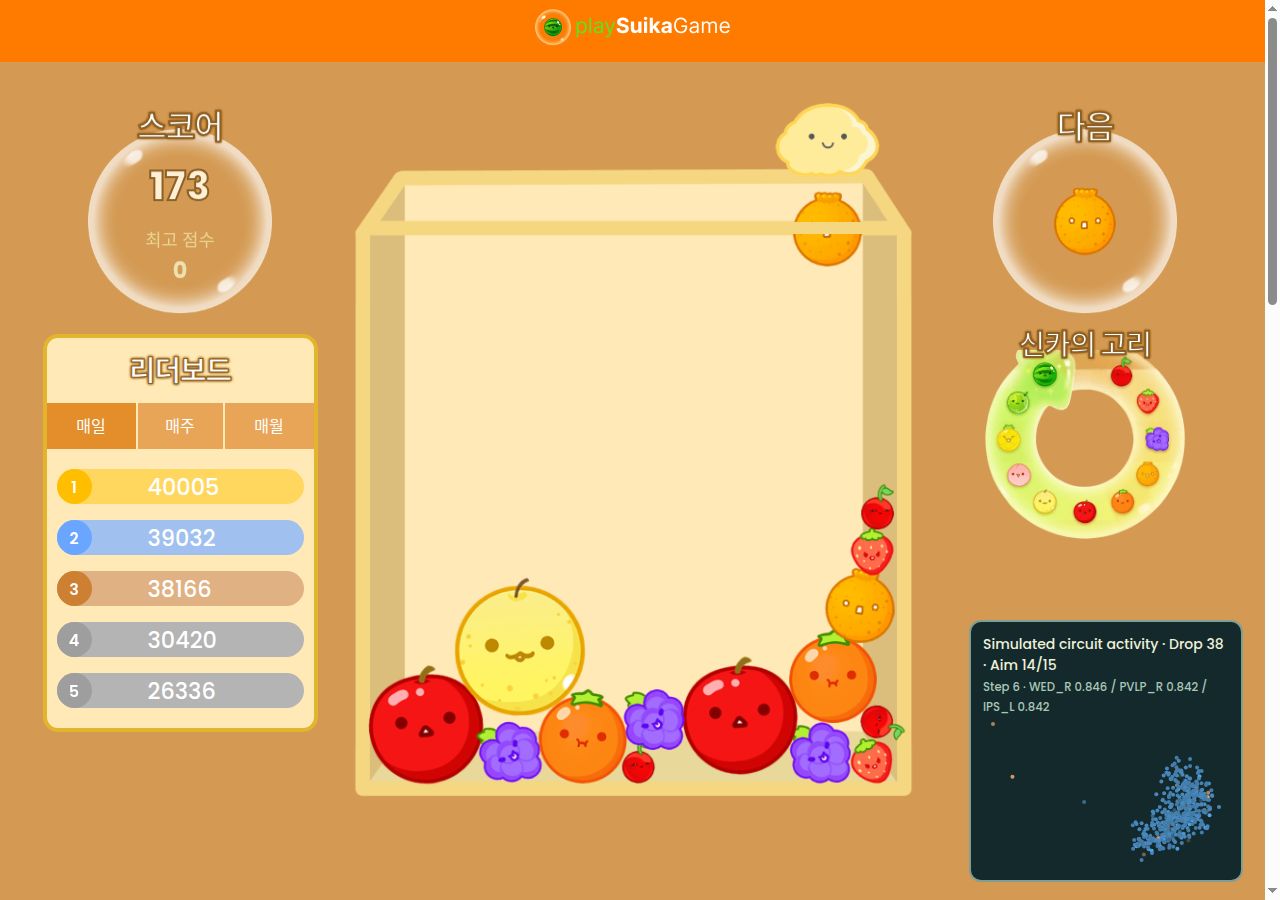 playSuikaGame
스코어
173
최고 점수
0
다음
신카의 고리
리더보드
매일 매주 매월
1 40005
2 39032
3 38166
4 30420
5 26336
Simulated circuit activity · Drop 38
· Aim 14/15
Step 6 · WED_R 0.846 / PVLP_R 0.842 /
IPS_L 0.842